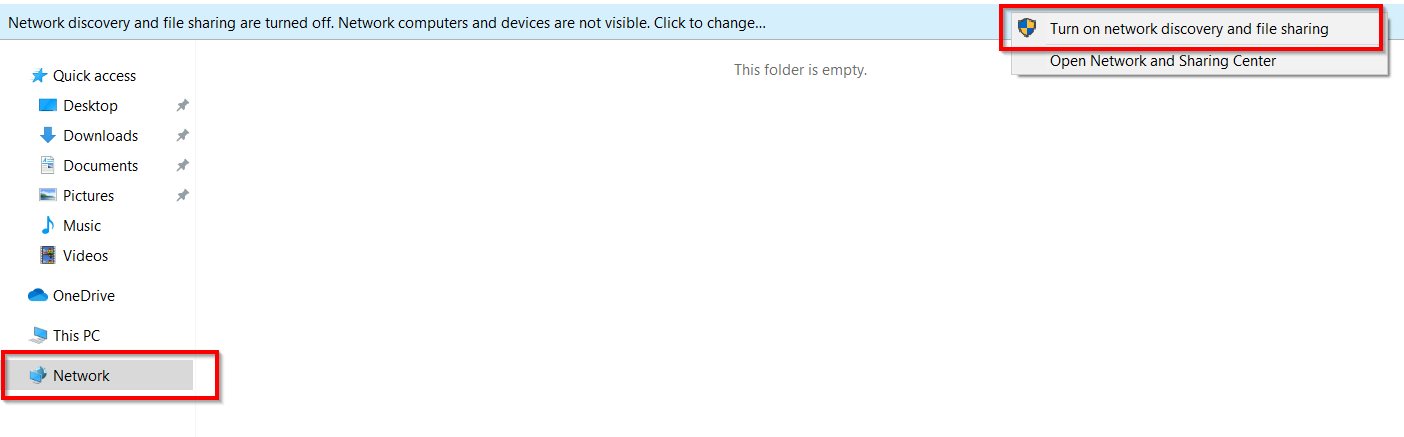 Network discovery and file sharing are turned off. Network computers and devices are not visible. Click to change...
Turn on network discovery and file sharing
Open Network and Sharing Center
This folder is empty.
Quick access
Desktop
Downloads
Documents
Pictures
Music
Videos
OneDrive
This PC
Network